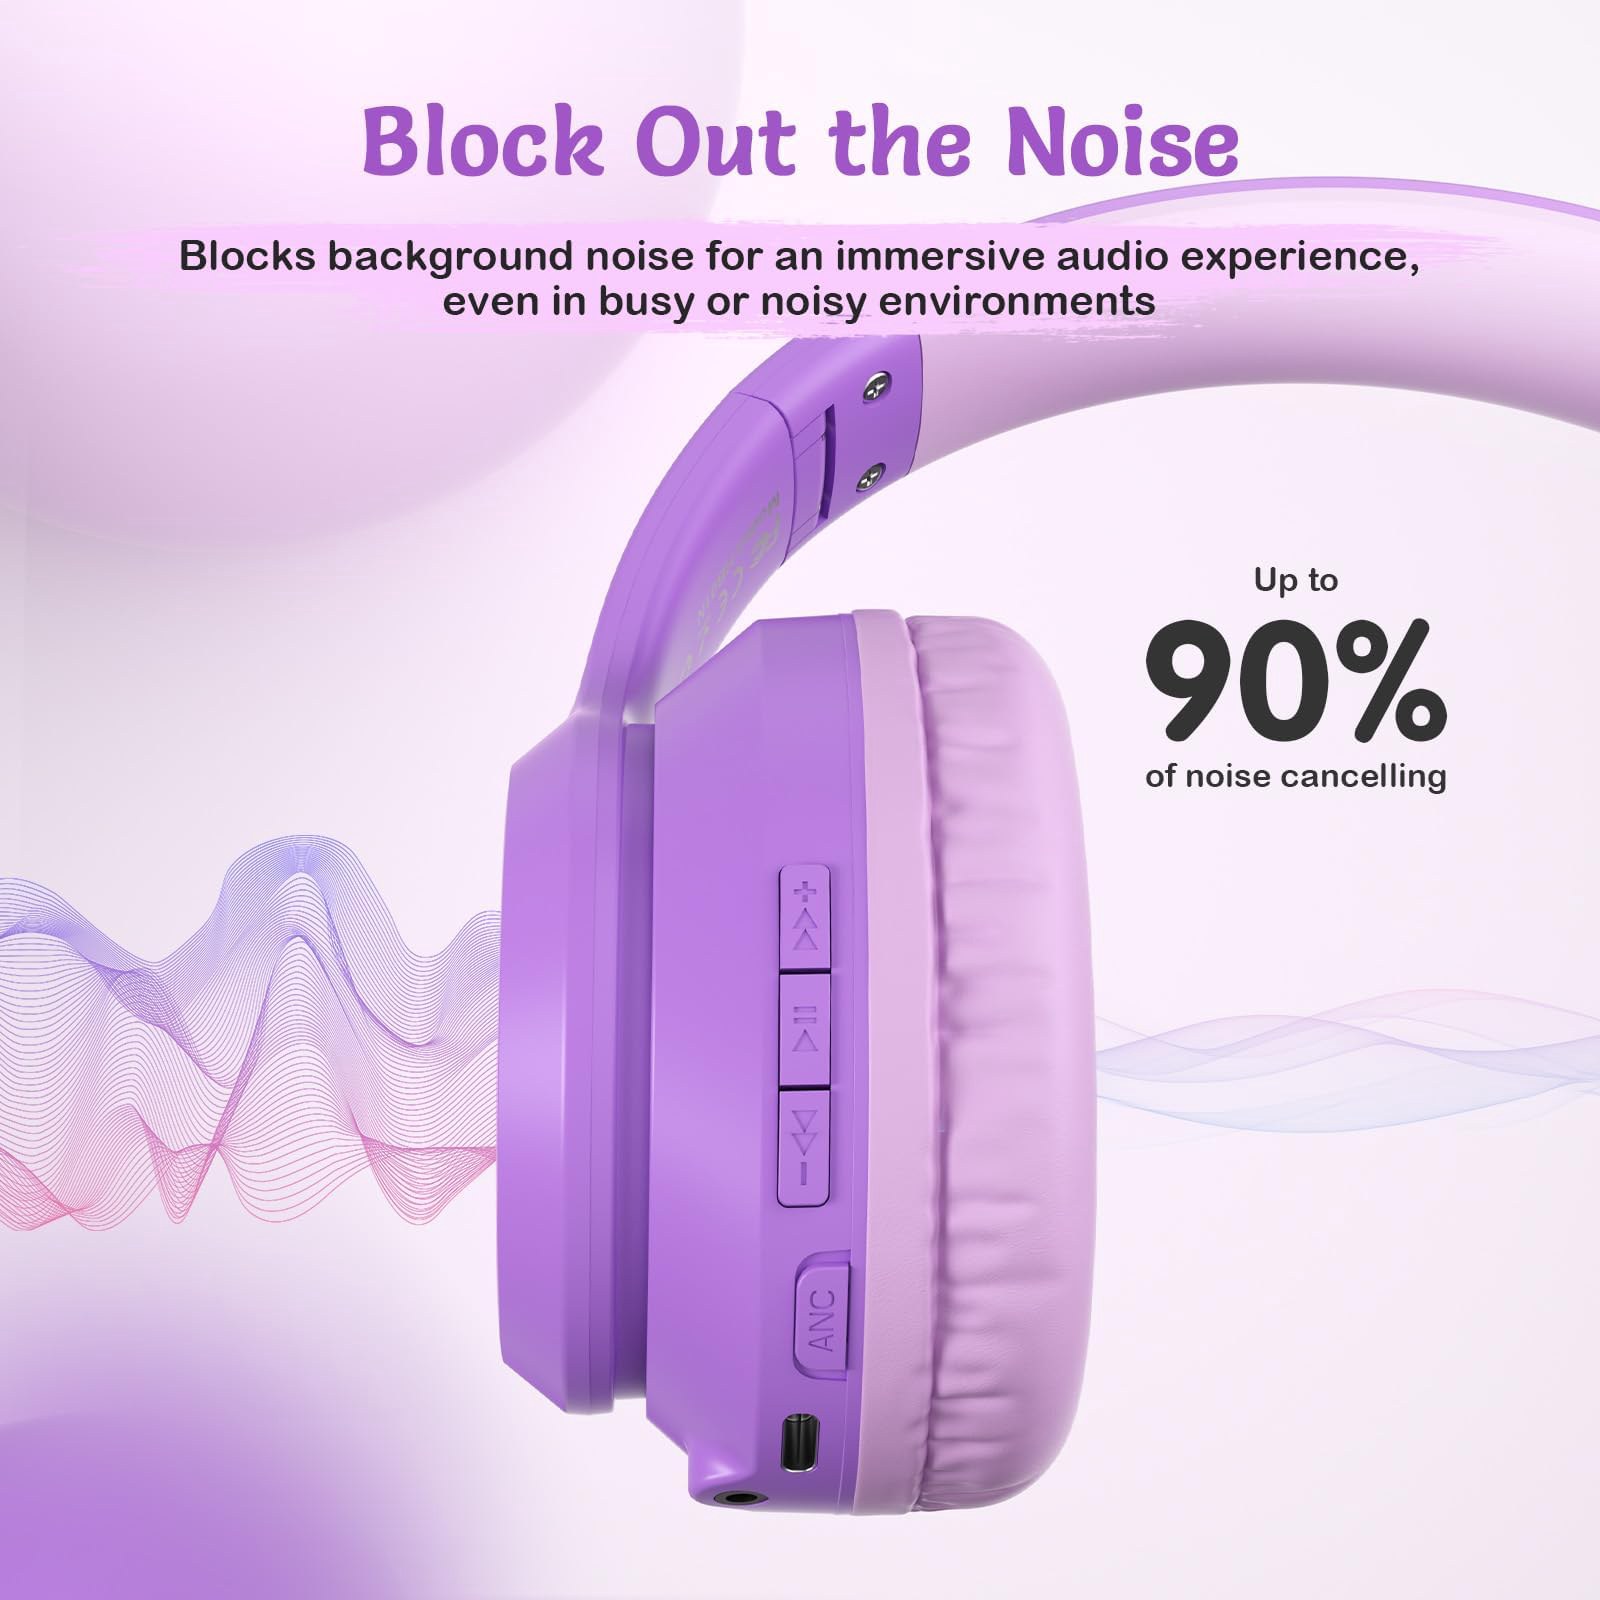 Block Out the Noise
Blocks background noise for an immersive audio experience,
even in busy or noisy environments
Up to
90%
of noise cancelling
ANC